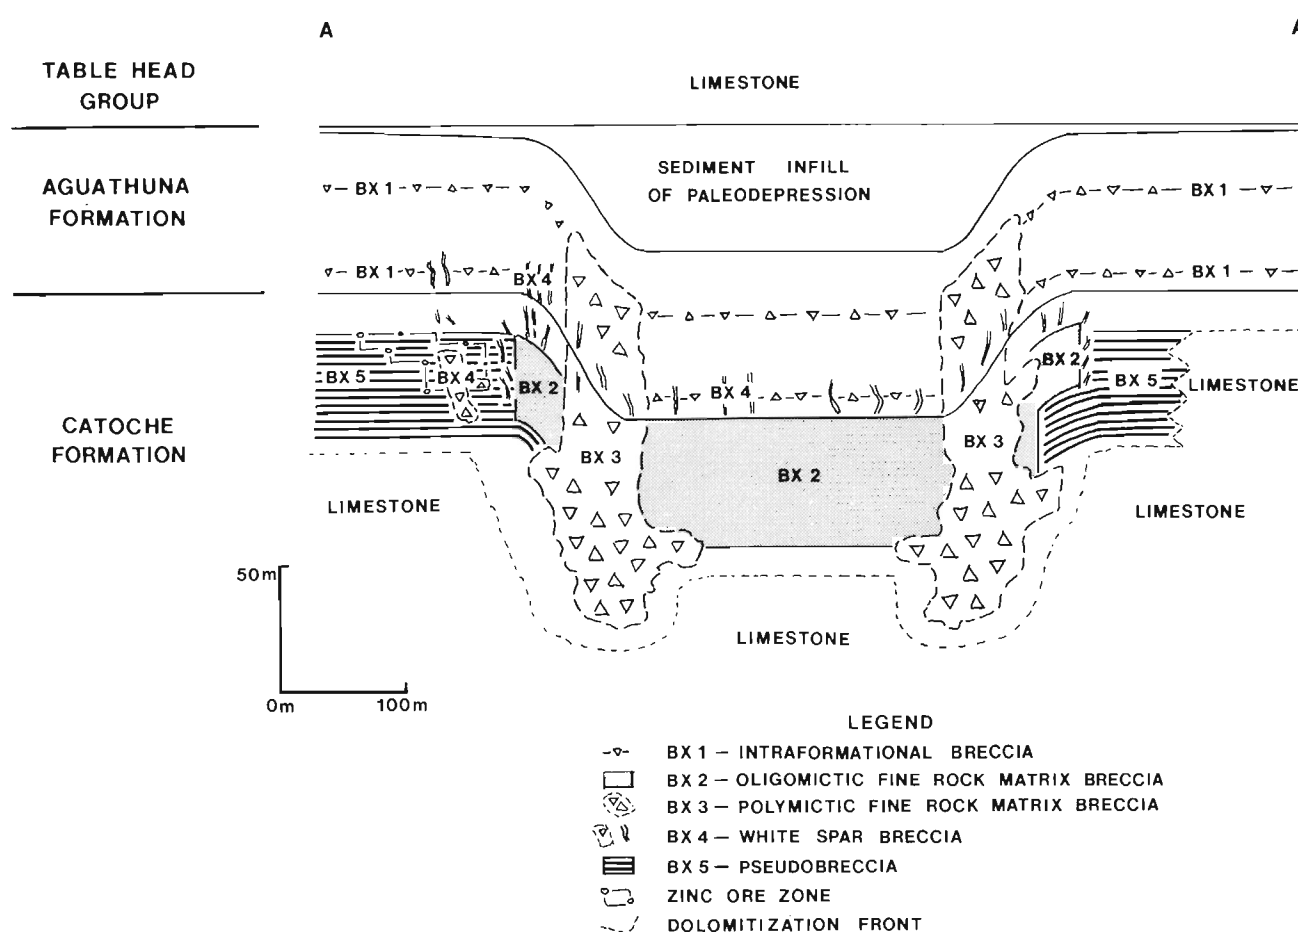 A
A
TABLE HEAD
GROUP
LIMESTONE
AGUATHUNA
FORMATION
SEDIMENT INFILL
OF PALEODEPRESSION
BX 1
BX 1
BX 1
BX 4
BX 1
CATOCHE
FORMATION
BX 5
BX 4
BX 2
BX 4
BX 2
BX 5
LIMESTONE
BX 3
BX 2
BX 3
LIMESTONE
LIMESTONE
50m
LIMESTONE
0m
100m
LEGEND
BX 1 – INTRAFORMATIONAL BRECCIA
BX 2 – OLIGOMICTIC FINE ROCK MATRIX BRECCIA
BX 3 – POLYMICTIC FINE ROCK MATRIX BRECCIA
BX 4 – WHITE SPAR BRECCIA
BX 5 – PSEUDOBRECCIA
ZINC ORE ZONE
DOLOMITIZATION FRONT